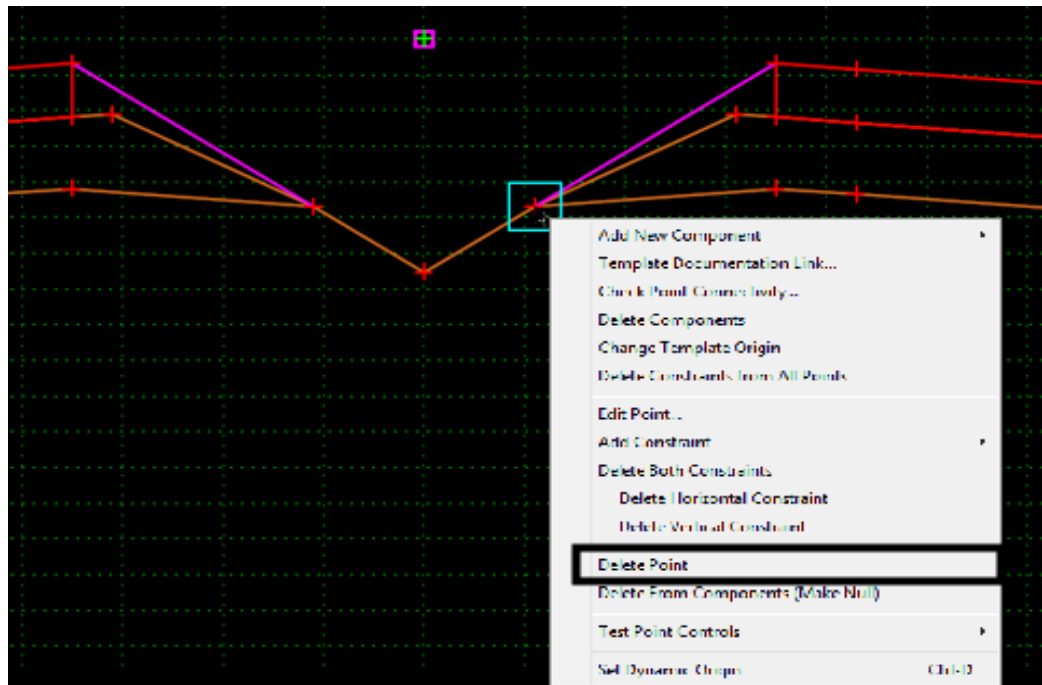 Add New Component
Template Documentation Link...
Check Point Connectivity...
Delete Components
Change Template Origin
Delete Constraints from All Points
Edit Point...
Add Constraint
Delete Both Constraints
Delete Horizontal Constraint
Delete Vertical Constraint
Delete Point
Delete From Components (Make Null)
Test Point Controls
Set Dynamic Origin Ctrl-D